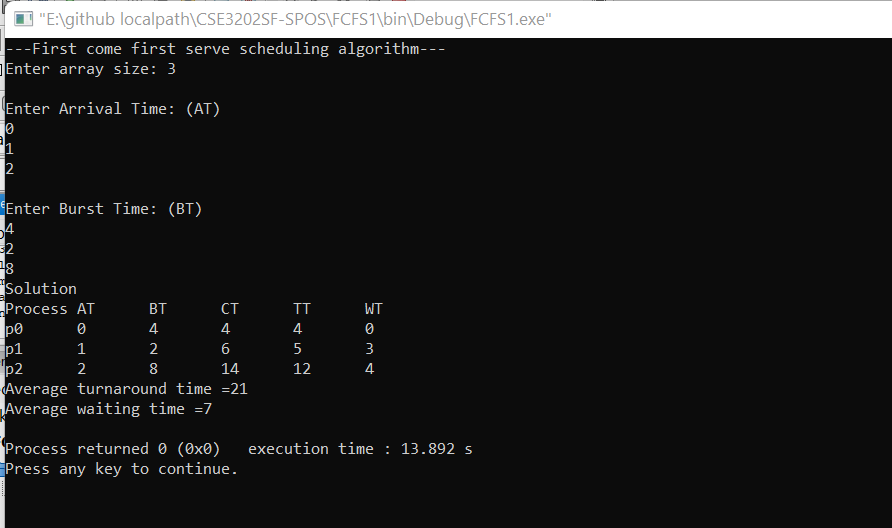 "E:\github localpath\CSE3202SF-SPOS\FCFS1\bin\Debug\FCFS1.exe"
---First come first serve scheduling algorithm---
Enter array size: 3
Enter Arrival Time: (AT)
0
1
2
Enter Burst Time: (BT)
4
2
8
Solution
Process AT BT CT TT WT
p0 0 4 4 4 0
p1 1 2 6 5 3
p2 2 8 14 12 4
Average turnaround time =21
Average waiting time =7
Process returned 0 (0x0) execution time : 13.892 s
Press any key to continue.